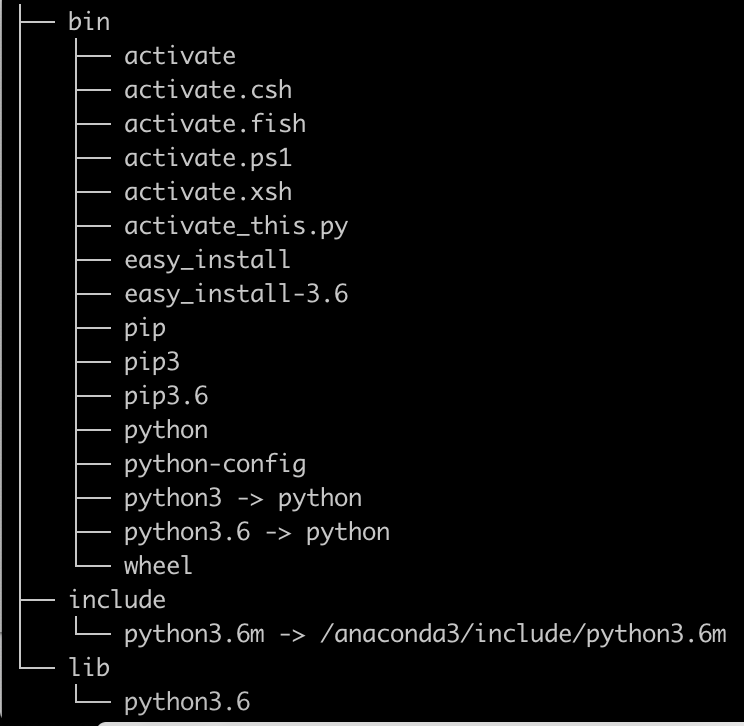 ├── bin
│   ├── activate
│   ├── activate.csh
│   ├── activate.fish
│   ├── activate.ps1
│   ├── activate.xsh
│   ├── activate_this.py
│   ├── easy_install
│   ├── easy_install-3.6
│   ├── pip
│   ├── pip3
│   ├── pip3.6
│   ├── python
│   ├── python-config
│   ├── python3 -> python
│   ├── python3.6 -> python
│   └── wheel
├── include
│   └── python3.6m -> /anaconda3/include/python3.6m
└── lib
    └── python3.6